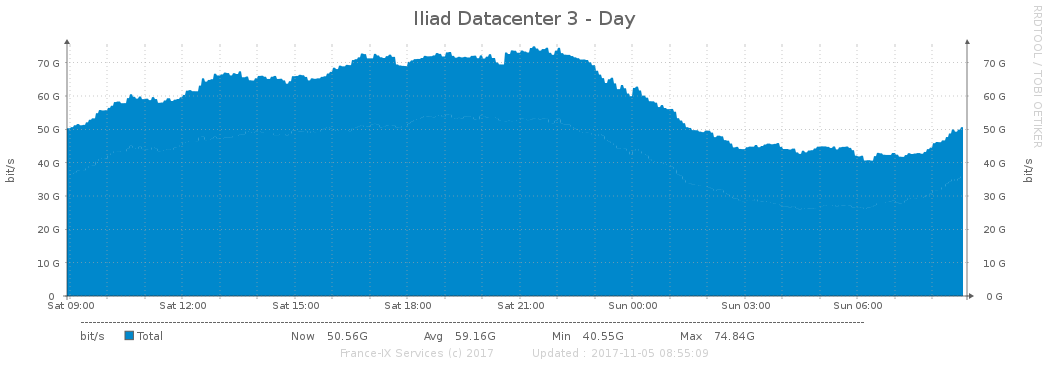 Iliad Datacenter 3 - Day
RRDTOOL / TOBI OETIKER
bit/s
70 G
60 G
50 G
40 G
30 G
20 G
10 G
0
70 G
60 G
50 G
40 G
30 G
20 G
10 G
0 G
bit/s
Sat 09:00 Sat 12:00 Sat 15:00 Sat 18:00 Sat 21:00 Sun 00:00 Sun 03:00 Sun 06:00
bit/s Total Now 50.56G Avg 59.16G Min 40.55G Max 74.84G
France-IX Services (c) 2017 Updated : 2017-11-05 08:55:09